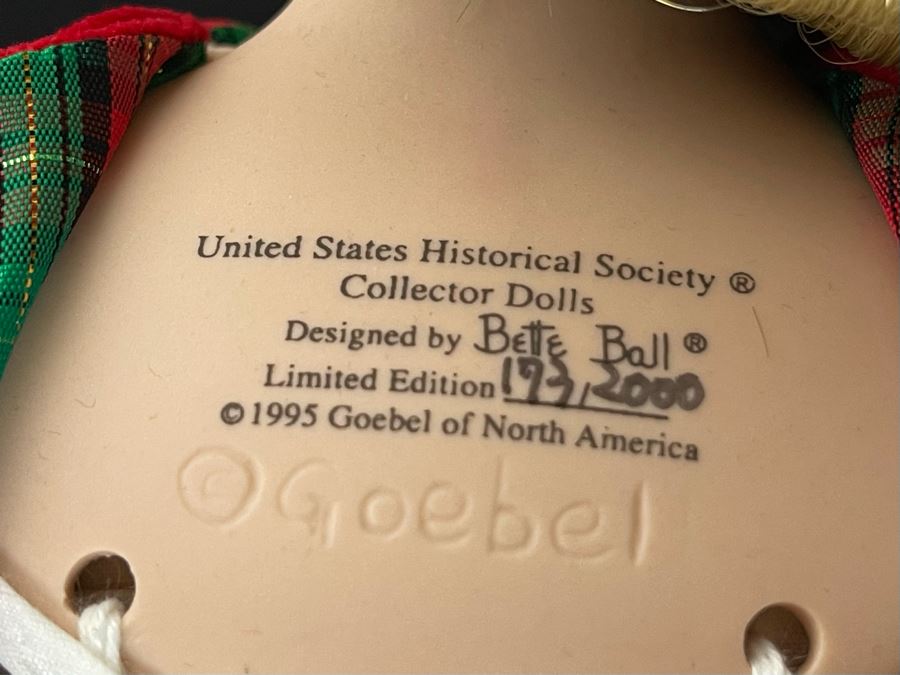 United States Historical Society ®
Collector Dolls
Designed by Bette Ball ®
Limited Edition 173/2000
© 1995 Goebel of North America
© Goebel